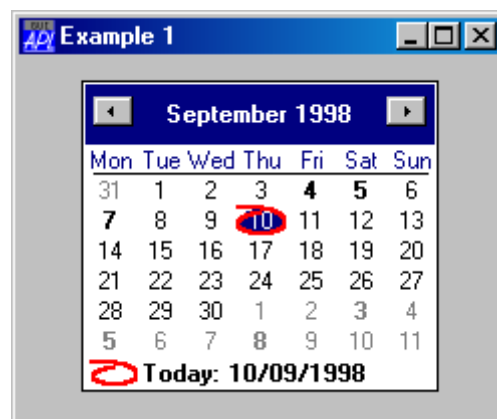 GUI
APL Example 1
September 1998
Mon Tue Wed Thu Fri Sat Sun
31 1 2 3 4 5 6
7 8 9 10 11 12 13
14 15 16 17 18 19 20
21 22 23 24 25 26 27
28 29 30 1 2 3 4
5 6 7 8 9 10 11
Today: 10/09/1998